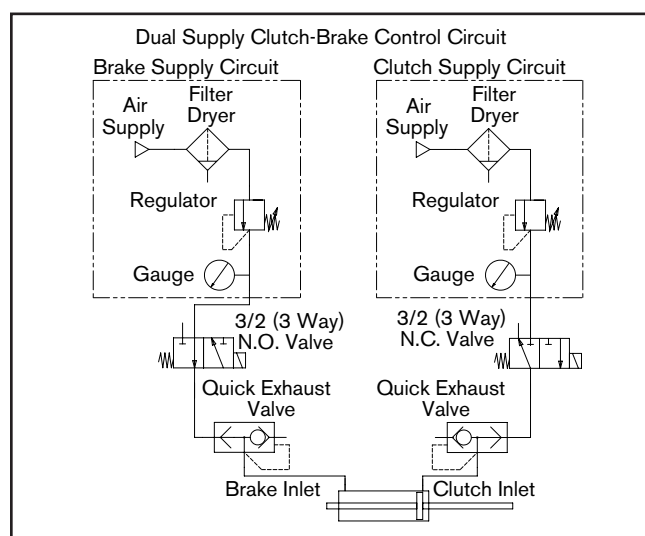 Dual Supply Clutch-Brake Control Circuit
Brake Supply Circuit
Clutch Supply Circuit
Air
Supply
Filter
Dryer
Regulator
Gauge
Air
Supply
Filter
Dryer
Regulator
Gauge
3/2 (3 Way)
N.O. Valve
3/2 (3 Way)
N.C. Valve
Quick Exhaust
Valve
Quick Exhaust
Valve
Brake Inlet
Clutch Inlet